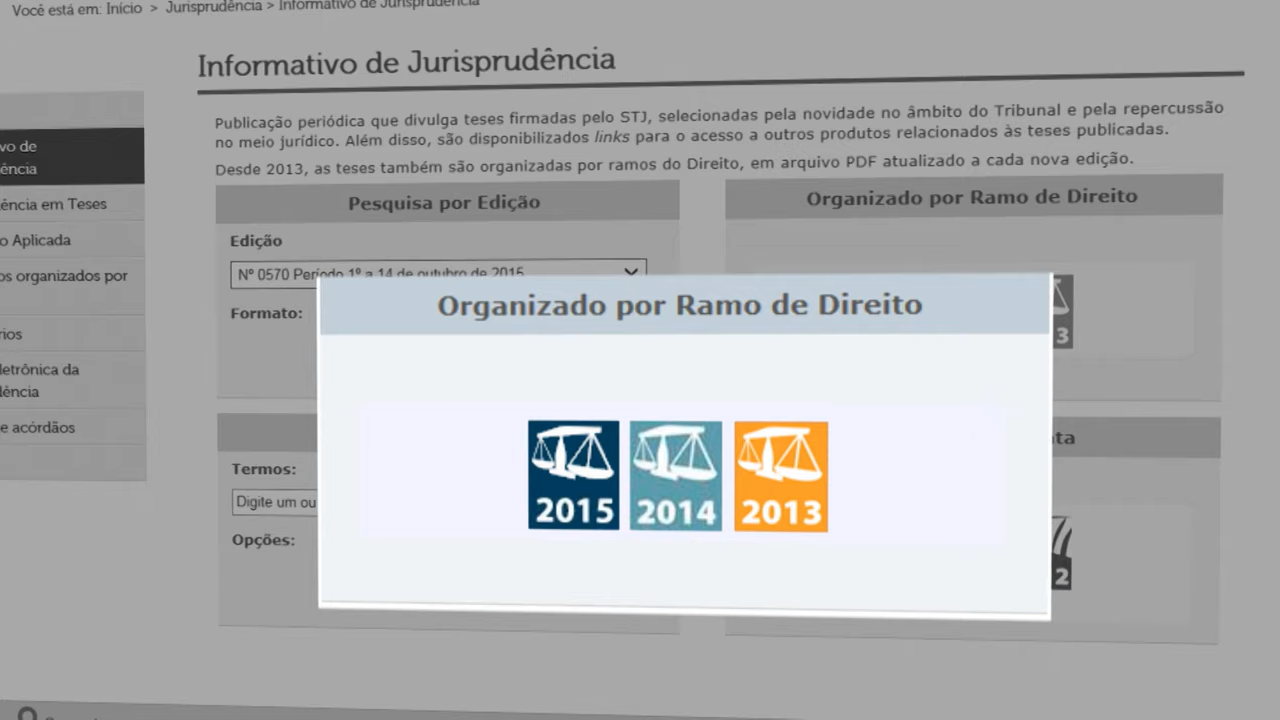 Você está em: Início > Jurisprudência > Informativo de Jurisprudência
Informativo de Jurisprudência
Publicação periódica que divulga teses firmadas pelo STJ, selecionadas pela novidade no âmbito do Tribunal e pela repercussão
no meio jurídico. Além disso, são disponibilizados links para o acesso a outros produtos relacionados às teses publicadas.
Desde 2013, as teses também são organizadas por ramos do Direito, em arquivo PDF atualizado a cada nova edição.
vo de
ência
ência em Teses
o Aplicada
os organizados por
rios
letrônica da
dência
e acórdãos
Pesquisa por Edição
Edição
Nº 0570 Período 1º a 14 de outubro de 2015
Formato:
Organizado por Ramo de Direito
3
Organizado por Ramo de Direito
2015
2014
2013
Termos:
Digite um ou
Opções:
ta
2